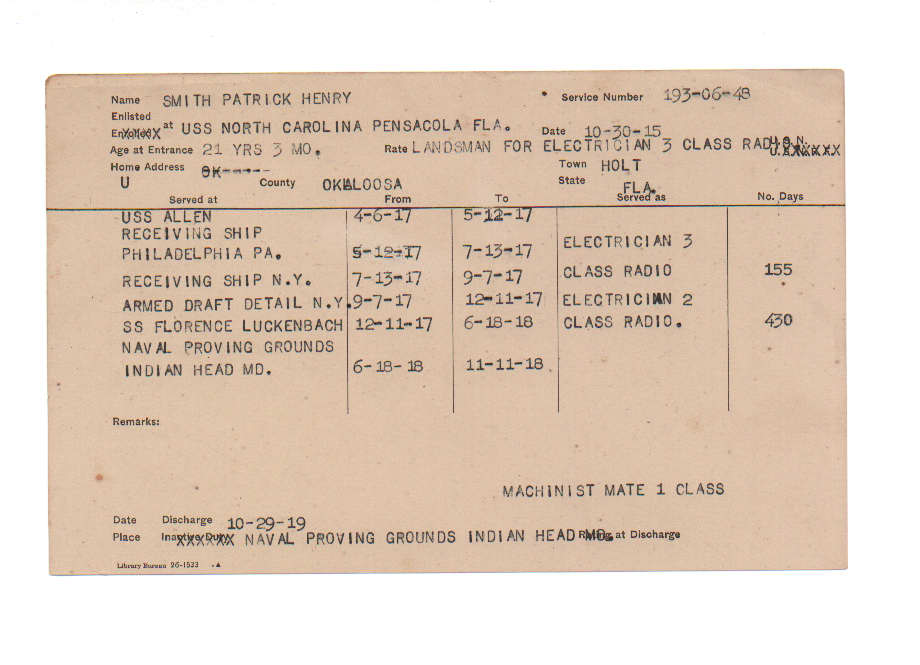 Name SMITH PATRICK HENRY Service Number 193-06-48
Enlisted
at USS NORTH CAROLINA PENSACOLA FLA. Date 10-30-15
Age at Entrance 21 YRS 3 MO. Rate LANDSMAN FOR ELECTRICIAN 3 CLASS RADIO U.S.N.
Home Address Town HOLT
U County OKALOOSA State FLA.
Served at From To Served as No. Days
USS ALLEN 4-6-17 5-12-17
RECEIVING SHIP
PHILADELPHIA PA. 5-12-17 7-13-17 ELECTRICIAN 3
RECEIVING SHIP N.Y. 7-13-17 9-7-17 CLASS RADIO 155
ARMED DRAFT DETAIL N.Y. 9-7-17 12-11-17 ELECTRICIAN 2
SS FLORENCE LUCKENBACH 12-11-17 6-18-18 CLASS RADIO. 430
NAVAL PROVING GROUNDS
INDIAN HEAD MD. 6-18-18 11-11-18.
Remarks:
MACHINIST MATE 1 CLASS
Date Discharge 10-29-19
Place Inactive Duty XXXXXX NAVAL PROVING GROUNDS INDIAN HEAD MD. Rating at Discharge
Library Bureau 26-1533